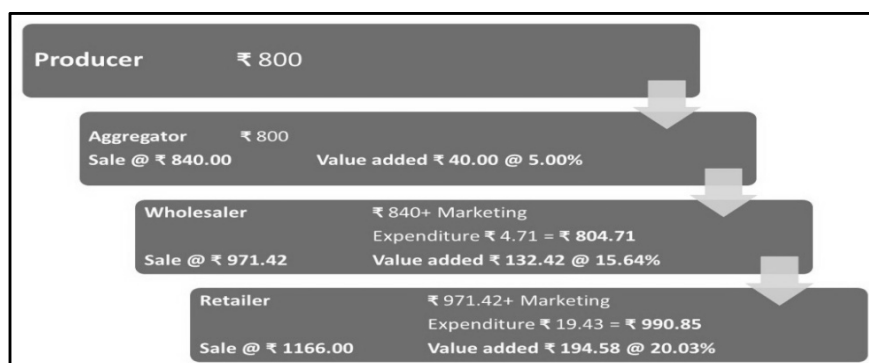 Producer ₹ 800
Aggregator ₹ 800
Sale @ ₹ 840.00 Value added ₹ 40.00 @ 5.00%
Wholesaler ₹ 840+ Marketing
Expenditure ₹ 4.71 = ₹ 804.71
Sale @ ₹ 971.42 Value added ₹ 132.42 @ 15.64%
Retailer ₹ 971.42+ Marketing
Expenditure ₹ 19.43 = ₹ 990.85
Sale @ ₹ 1166.00 Value added ₹ 194.58 @ 20.03%